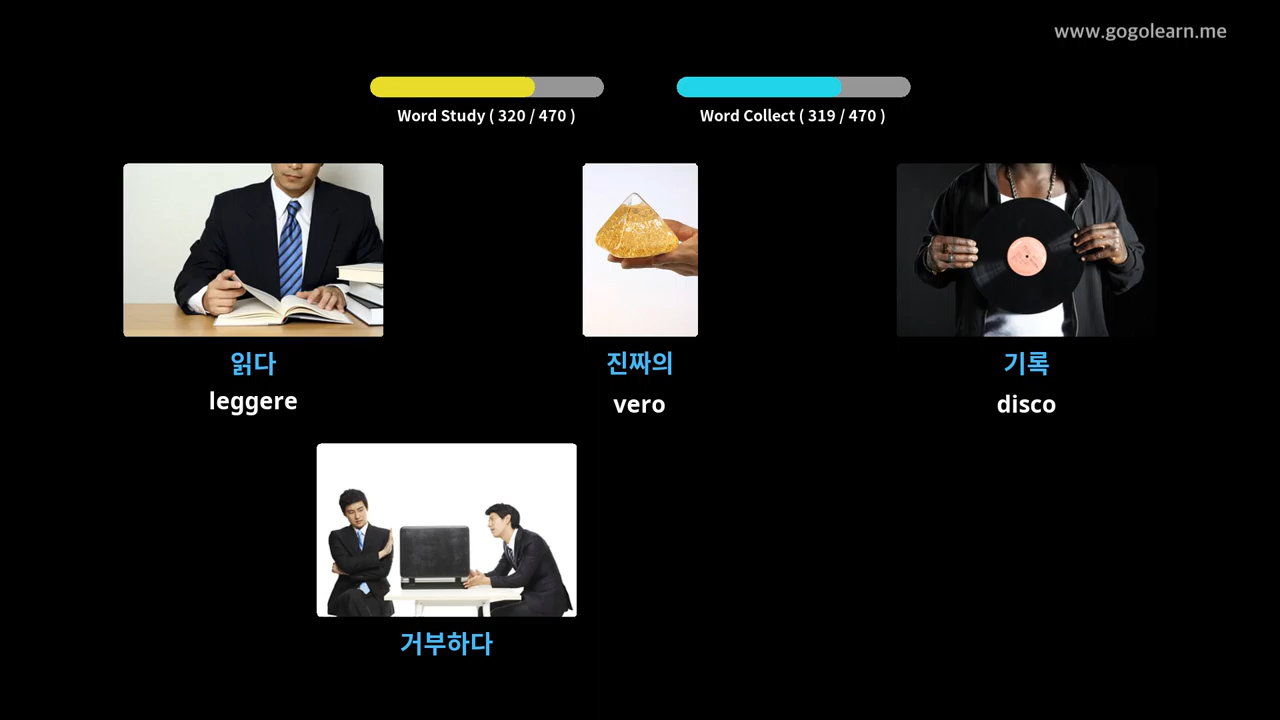 www.gogolearn.me
Word Study ( 320 / 470 )
Word Collect ( 319 / 470 )
읽다
leggere
진짜의
vero
기록
disco
거부하다